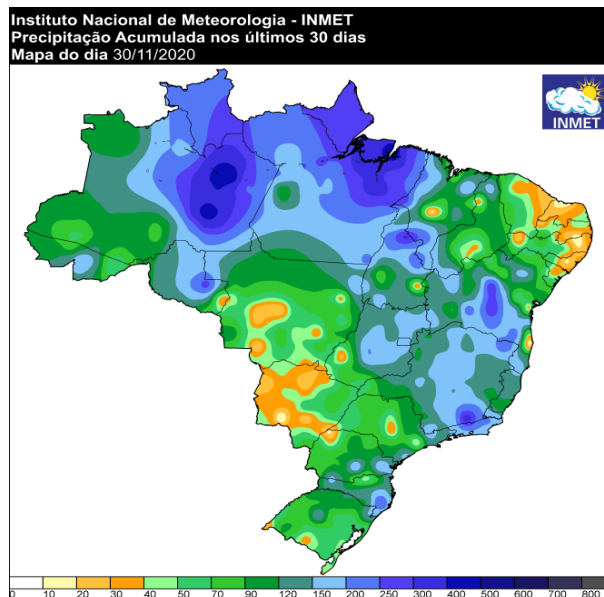 Instituto Nacional de Meteorologia - INMET
Precipitação Acumulada nos últimos 30 dias
Mapa do dia 30/11/2020
INMET
0 10 20 30 40 50 70 90 120 150 200 250 300 400 500 600 700 800